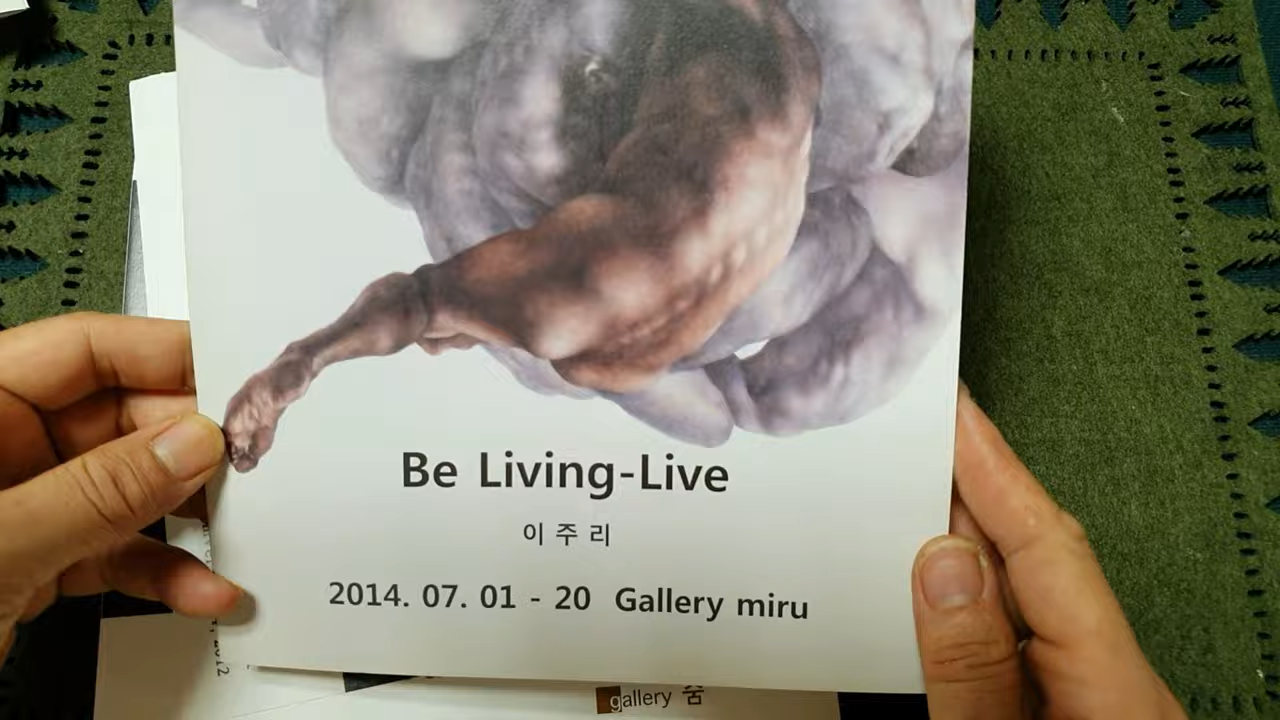 Be Living-Live
이 주 리
2014. 07. 01 - 20 Gallery miru
gallery 숨